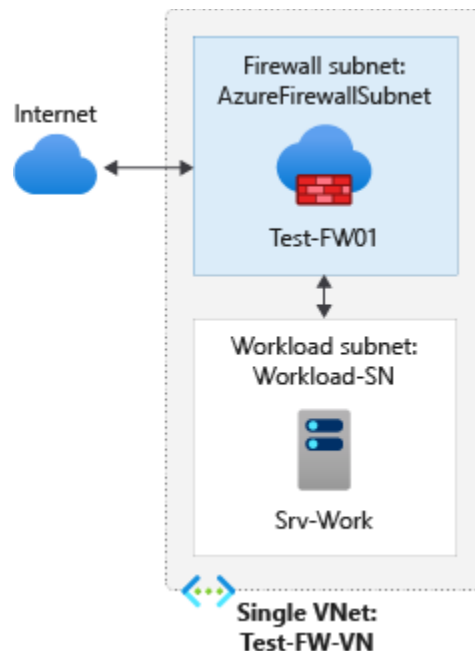 Internet
Firewall subnet:
AzureFirewallSubnet
Test-FW01
Workload subnet:
Workload-SN
Srv-Work
Single VNet:
Test-FW-VN